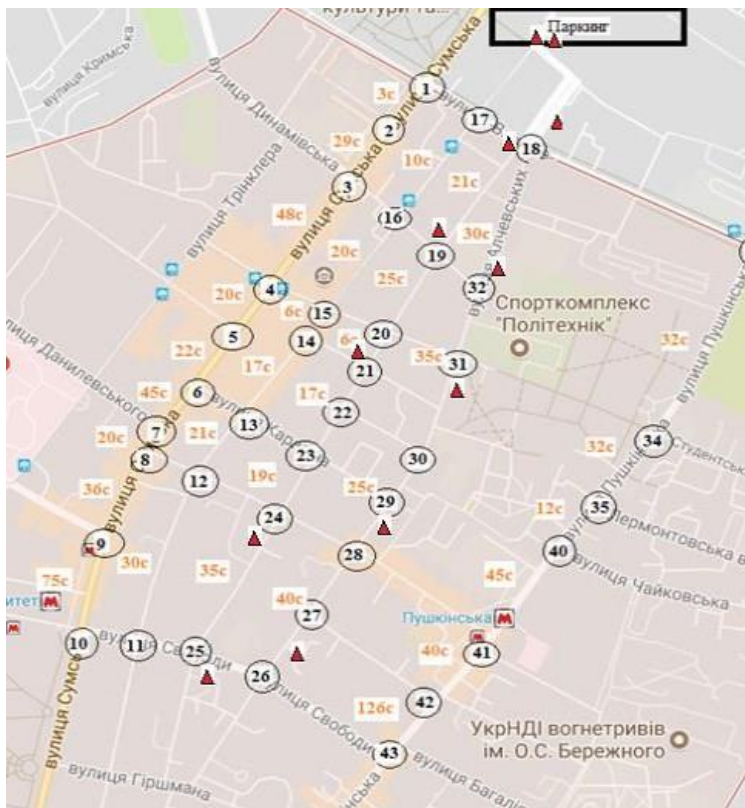 культури та...
Паркинг
вулиця Кримська
вулиця Динамівська
вулиця Сумська
1
17
18
2
3с
29с
10с
вулиця Трінклера
3
21с
16
48с
30с
19
вулиця Алчевських
20с
25с
32
4
20с
6с
15
Спорткомплекс
"Політехнік"
5
14
20
6с
35с
31
32с
22с
17с
21
вулиця Пушкінська
45с
6
17с
22
вулиця Данилевського
7
21с
13
20с
8
23
30
32с
34
36с
12
19с
25с
29
12с
35
Лермонтовська в
24
9
30с
28
40
вулиця Чайковська
35с
45с
75с
итет
40с
27
Пушкінська
10
11
25
вулиця Свободи
40с
41
26
вулиця Свободи
126с
42
УкрНДІ вогнетривів
ім. О.С. Бережного
43
вулиця Сумська
вулиця Гіршмана
вулиця Багалі